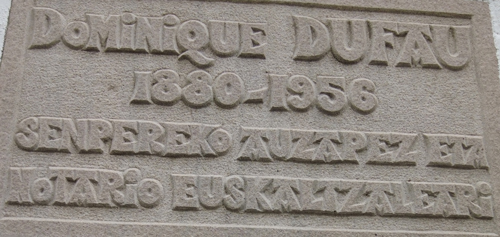 DOMINIQUE DUFAU
1880-1956
SENPEREKO AUZAPEZ ETA
NOTARIO EUSKALTZALEARI